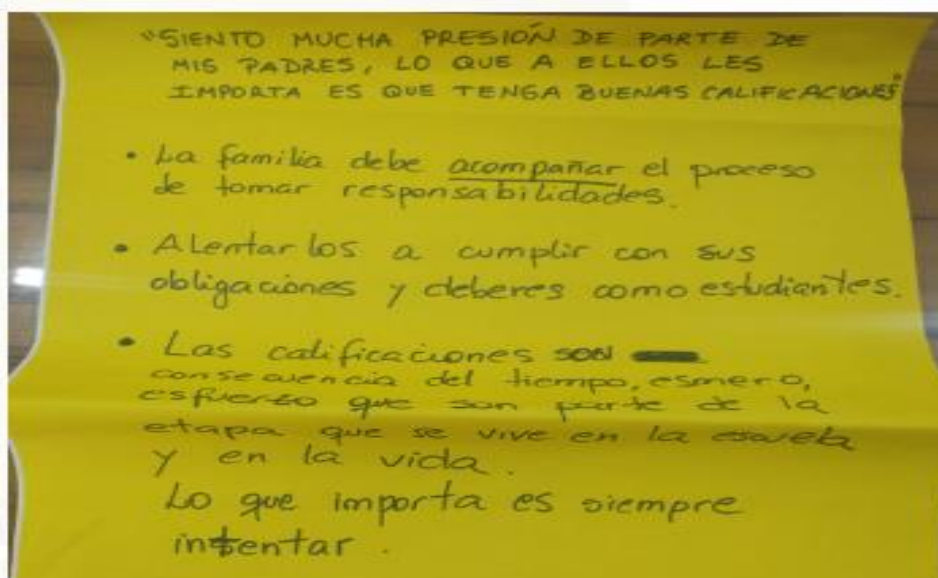 "SIENTO MUCHA PRESIÓN DE PARTE DE
MIS PADRES, LO QUE A ELLOS LES
IMPORTA ES QUE TENGA BUENAS CALIFICACIONES"
• La familia debe acompañar el proceso
de tomar responsabilidades.
• Alentarlos a cumplir con sus
obligaciones y deberes como estudiantes.
• Las calificaciones SON
consecuencia del tiempo, esmero,
esfuerzo que son parte de la
etapa que se vive en la escuela
y en la vida.
Lo que importa es siempre
intentar.